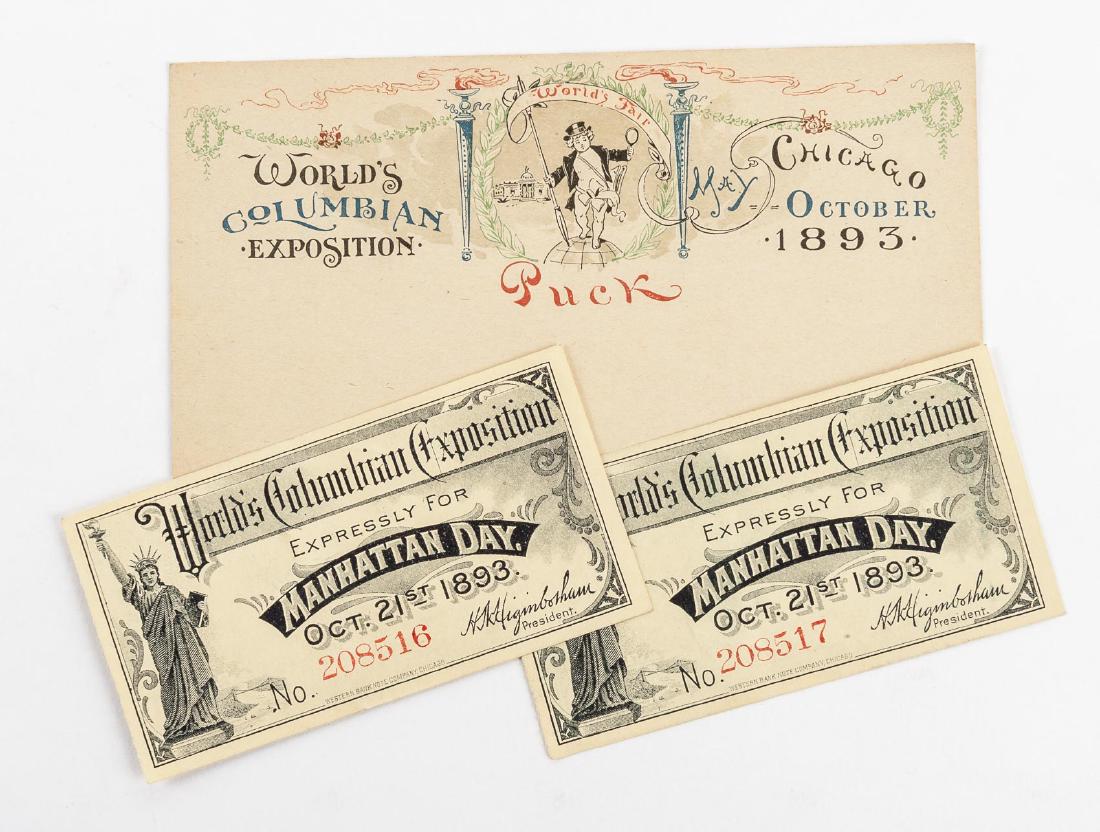 World's Fair
WORLD'S
COLUMBIAN
·EXPOSITION·
CHICAGO
MAY = = OCTOBER
·1893·
PUCK
World's Columbian Exposition
EXPRESSLY FOR
MANHATTAN DAY.
OCT. 21ST 1893.
H.N.Higinbotham
President.
No. 208516
WESTERN BANK NOTE COMPANY, CHICAGO
orld's Columbian Exposition
EXPRESSLY FOR
MANHATTAN DAY.
OCT. 21ST 1893.
H.N.Higinbotham
President.
No. 208517
WESTERN BANK NOTE COMPANY, CHICAGO